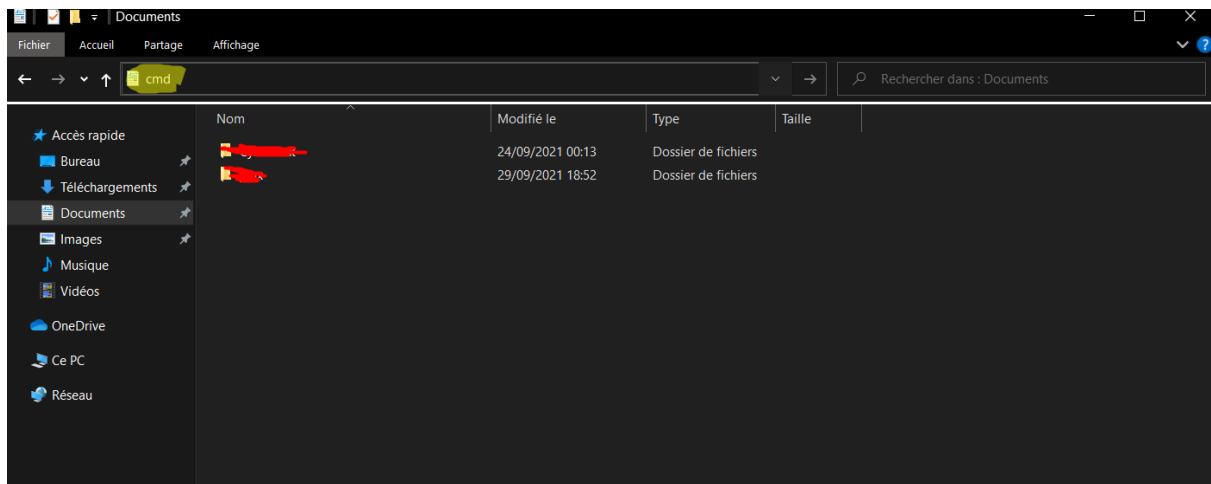 Documents
Fichier Accueil Partage Affichage
cmd Rechercher dans : Documents
Nom Modifié le Type Taille
Accès rapide
Bureau 24/09/2021 00:13 Dossier de fichiers
Téléchargements 29/09/2021 18:52 Dossier de fichiers
Documents
Images
Musique
Vidéos
OneDrive
Ce PC
Réseau